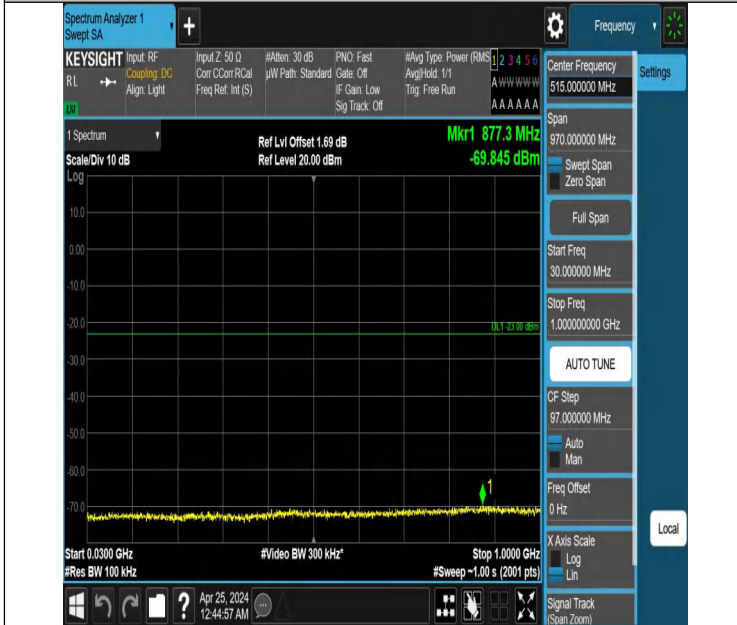 Spectrum Analyzer 1
Swept SA
Frequency
KEYSIGHT
RL
Input: RF
Coupling: DC
Align: Light
Input Z: 50 Ω
Corr CCorr RCal
Freq Ref: Int (S)
#Atten: 30 dB
µW Path: Standard
PNO: Fast
Gate: Off
IF Gain: Low
Sig Track: Off
#Avg Type: Power (RMS
Avg|Hold: 1/1
Trig: Free Run
1 2 3 4 5 6
A W W W W W
A A A A A A
1 Spectrum
Scale/Div 10 dB
Log
Ref Lvl Offset 1.69 dB
Ref Level 20.00 dBm
Mkr1 877.3 MHz
-69.845 dBm
10.0
0.00
-10.0
-20.0
DL1 -23.00 dBm
-30.0
-40.0
-50.0
-60.0
1
-70.0
Start 0.0300 GHz
#Res BW 100 kHz
#Video BW 300 kHz*
Stop 1.0000 GHz
#Sweep ~1.00 s (2001 pts)
?
Apr 25, 2024
12:44:57 AM
Center Frequency
515.000000 MHz
Settings
Span
970.000000 MHz
Swept Span
Zero Span
Full Span
Start Freq
30.000000 MHz
Stop Freq
1.000000000 GHz
AUTO TUNE
CF Step
97.000000 MHz
Auto
Man
Freq Offset
0 Hz
X Axis Scale
Log
Lin
Local
Signal Track
(Span Zoom)